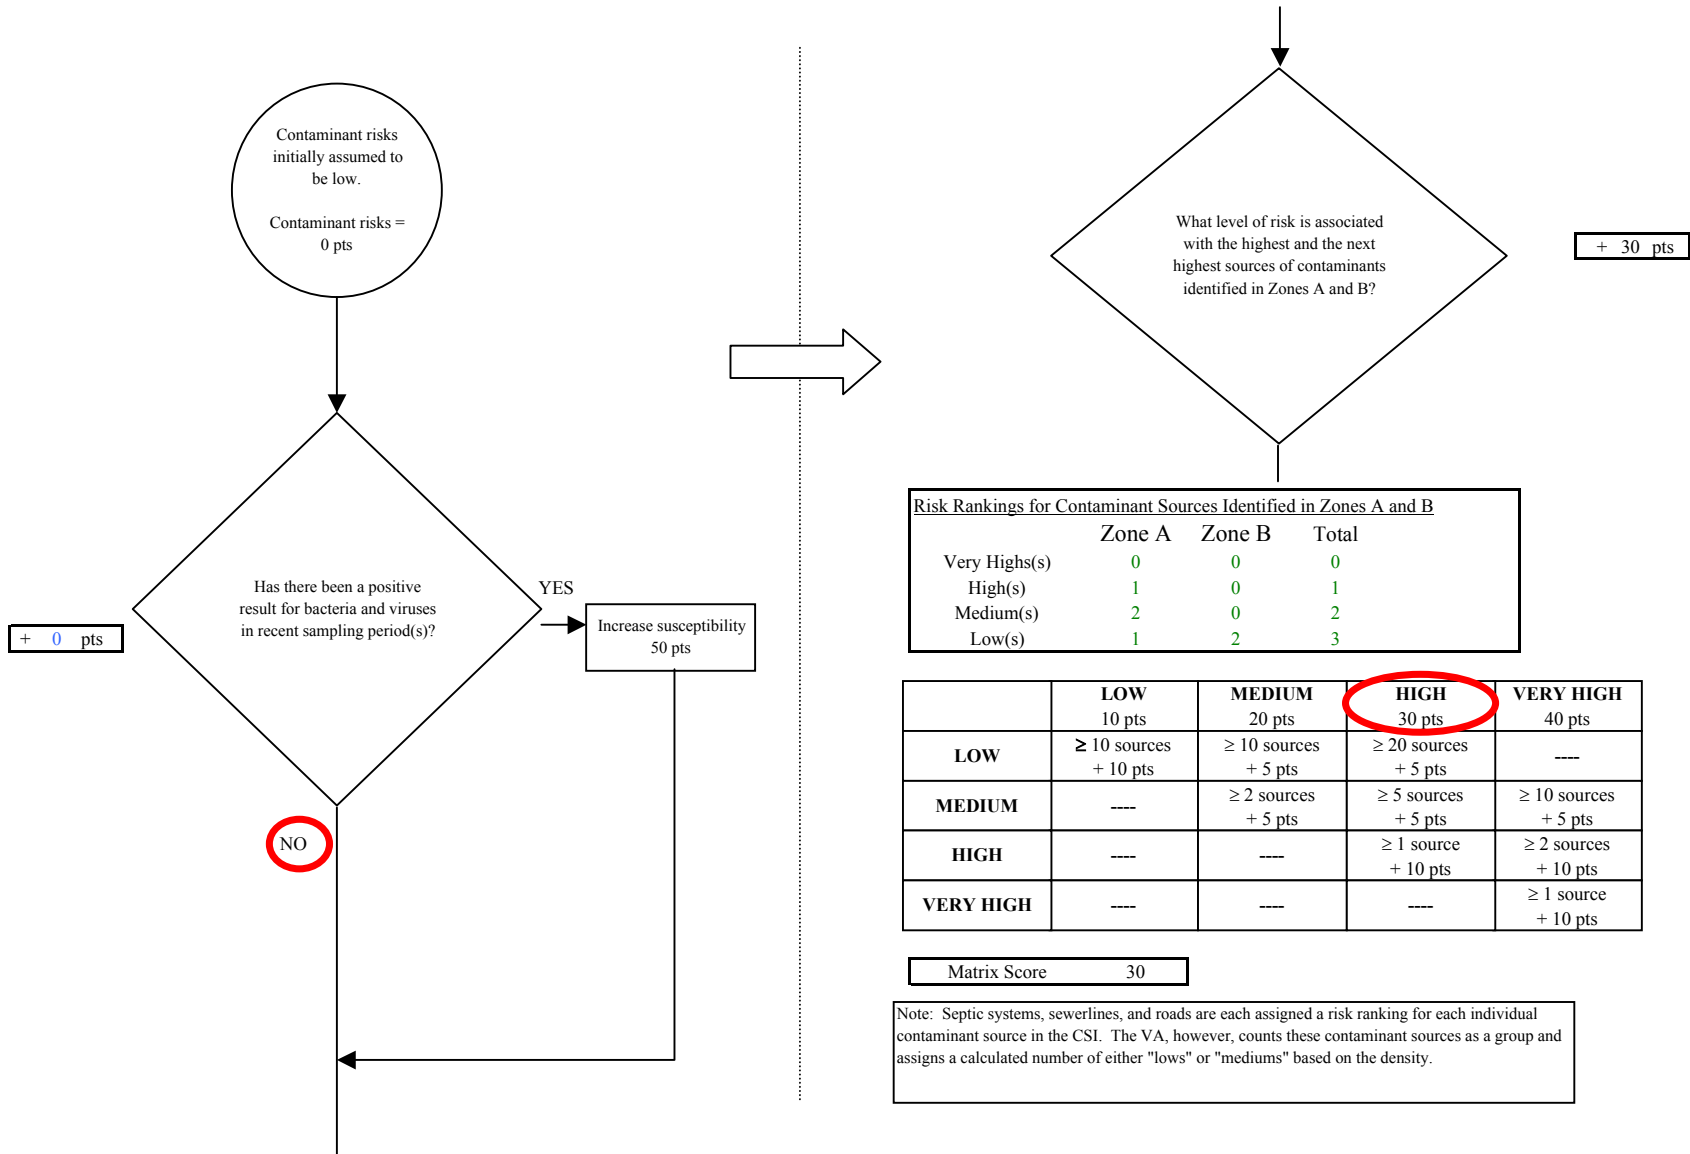 Contaminant risks
initially assumed to
be low.
Contaminant risks =
0 pts
Has there been a positive
result for bacteria and viruses
in recent sampling period(s)?
+ 0 pts
YES
Increase susceptibility
50 pts
NO
What level of risk is associated
with the highest and the next
highest sources of contaminants
identified in Zones A and B?
+ 30 pts
Risk Rankings for Contaminant Sources Identified in Zones A and B
Zone A Zone B Total
Very Highs(s) 0 0 0
High(s) 1 0 1
Medium(s) 2 0 2
Low(s) 1 2 3
LOW MEDIUM HIGH VERY HIGH
10 pts 20 pts 30 pts 40 pts
LOW ≥ 10 sources ≥ 10 sources ≥ 20 sources ----
+ 10 pts + 5 pts + 5 pts
MEDIUM ---- ≥ 2 sources ≥ 5 sources ≥ 10 sources
+ 5 pts + 5 pts + 5 pts
HIGH ---- ---- ≥ 1 source ≥ 2 sources
+ 10 pts + 10 pts
VERY HIGH ---- ---- ---- ≥ 1 source
+ 10 pts
Matrix Score 30
Note: Septic systems, sewerlines, and roads are each assigned a risk ranking for each individual
contaminant source in the CSI. The VA, however, counts these contaminant sources as a group and
assigns a calculated number of either "lows" or "mediums" based on the density.